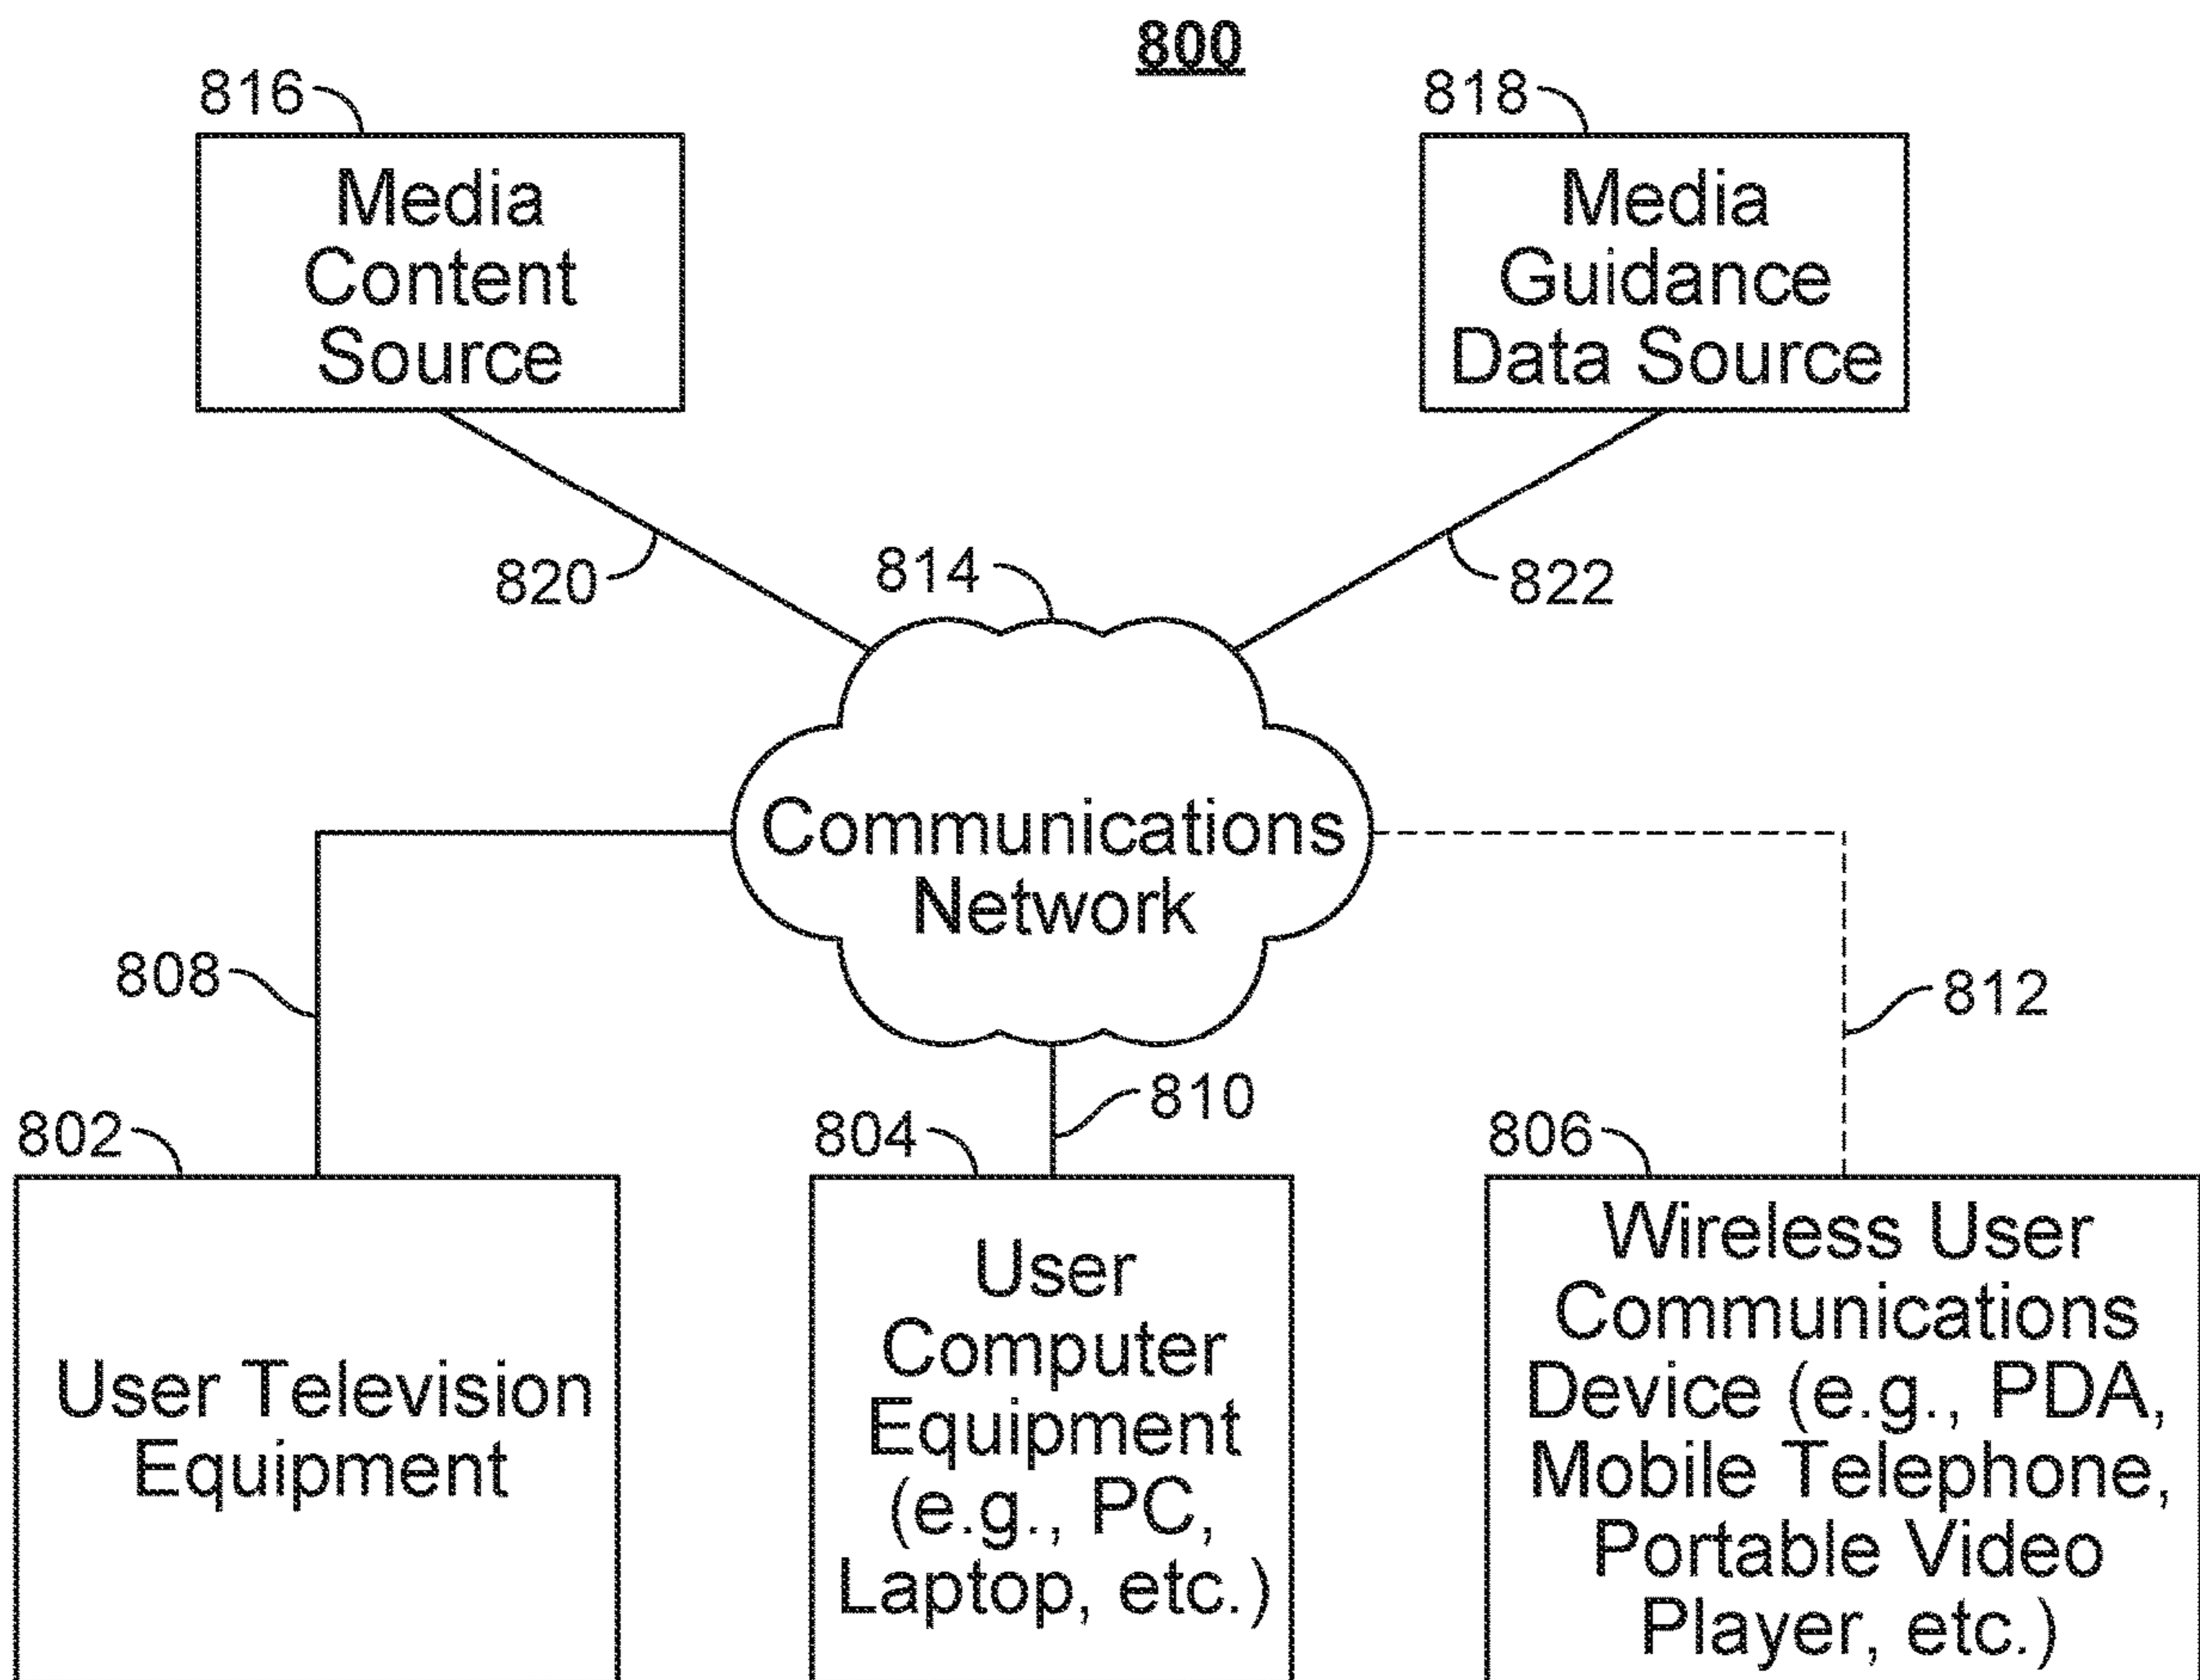 800
816
818
Media
Content
Source
Media
Guidance
Data Source
820
814
822
Communications
Network
808
812
810
802
804
806
User Television
Equipment
User
Computer
Equipment
(e.g., PC,
Laptop, etc.)
Wireless User
Communications
Device (e.g., PDA,
Mobile Telephone,
Portable Video
Player, etc.)